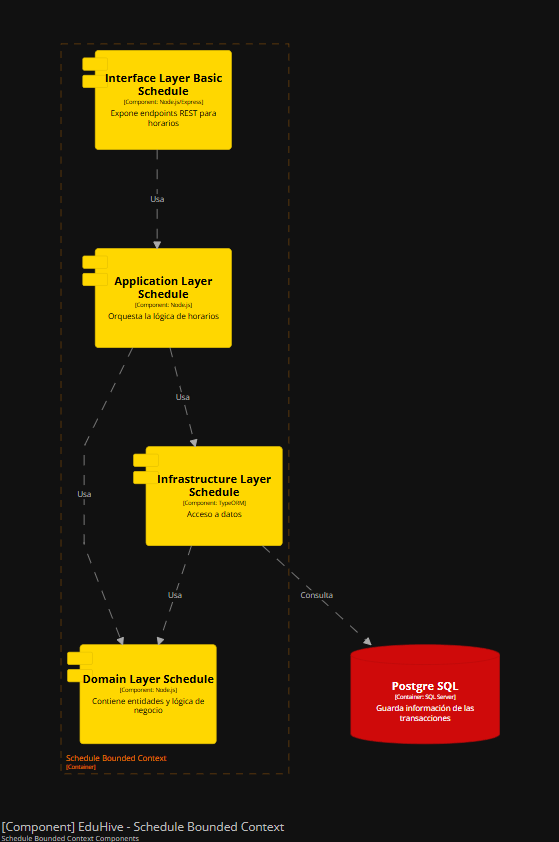 Interface Layer Basic
Schedule
[Component: Node.js/Express]
Expone endpoints REST para
horarios
Usa
Application Layer
Schedule
[Component: Node.js]
Orquesta la lógica de horarios
Usa
Infrastructure Layer
Schedule
[Component: TypeORM]
Acceso a datos
Usa
Usa
Consulta
Domain Layer Schedule
[Component: Node.js]
Contiene entidades y lógica de
negocio
Postgre SQL
[Container: SQL Server]
Guarda información de las
transacciones
Schedule Bounded Context
[Container]
[Component] EduHive - Schedule Bounded Context
Schedule Bounded Context Components